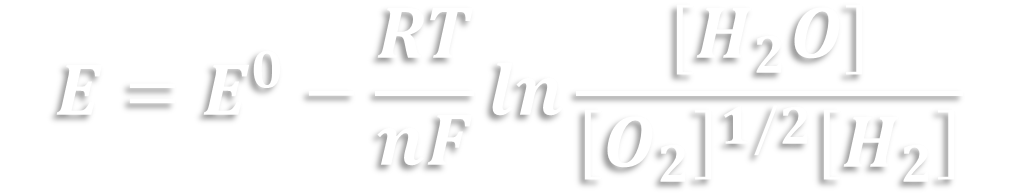 E = E⁰ − RT/nF ln [H₂O]/[O₂]^1/2[H₂]